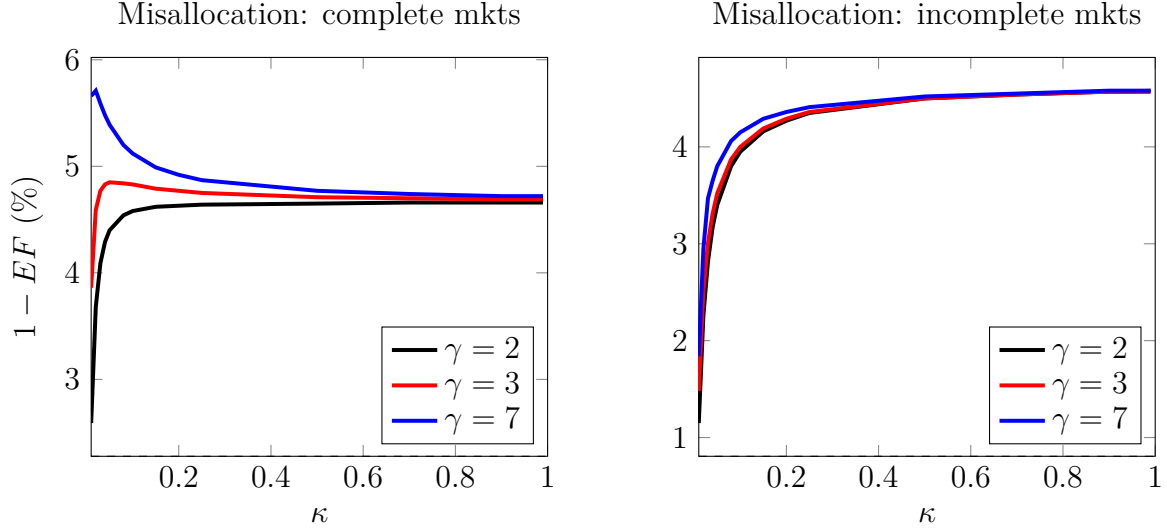 Misallocation: complete mkts
1 − EF (%)
6
5
4
3
0.2 0.4 0.6 0.8 1
κ
γ = 2
γ = 3
γ = 7
Misallocation: incomplete mkts
4
3
2
1
0.2 0.4 0.6 0.8 1
κ
γ = 2
γ = 3
γ = 7